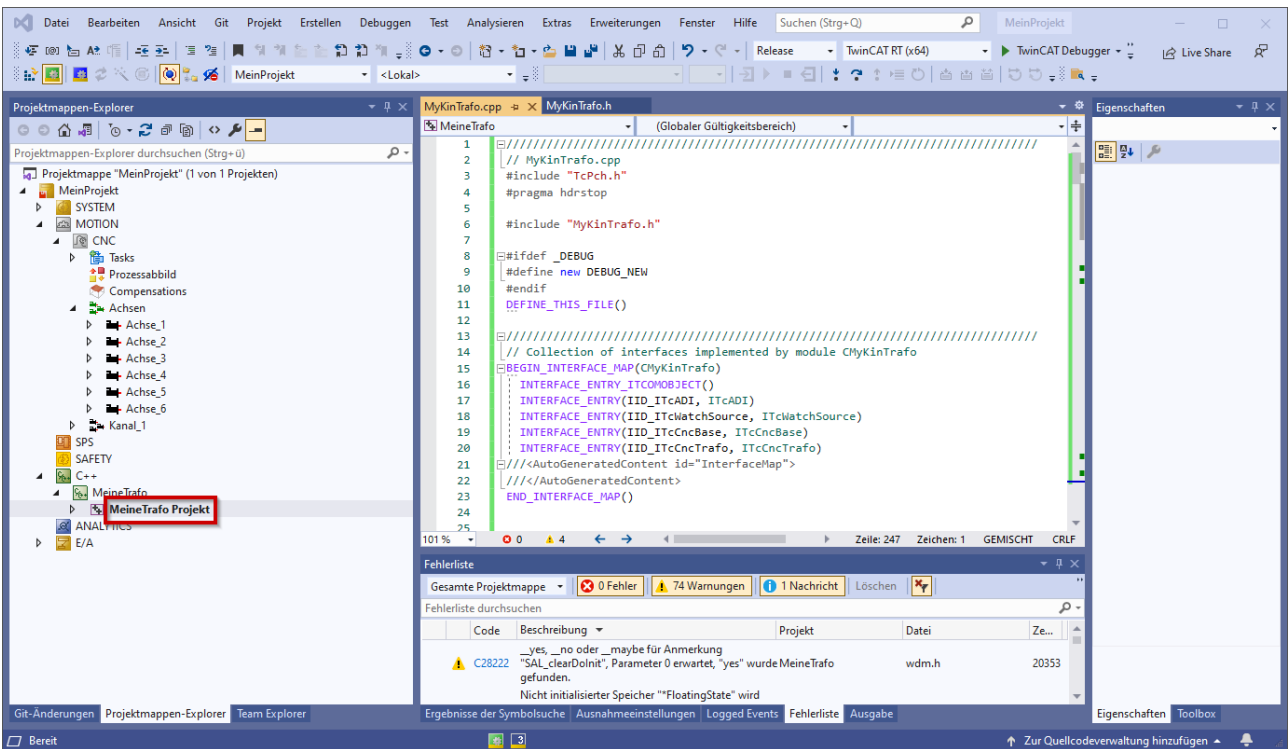 Datei Bearbeiten Ansicht Git Projekt Erstellen Debuggen Test Analysieren Extras Erweiterungen Fenster Hilfe Suchen (Strg+Q) MeinProjekt
Release TwinCAT RT (x64) TwinCAT Debugger Live Share
MeinProjekt <Lokal>
Projektmappen-Explorer
Projektmappen-Explorer durchsuchen (Strg+ü)
Projektmappe "MeinProjekt" (1 von 1 Projekten)
MeinProjekt
SYSTEM
MOTION
CNC
Tasks
Prozessabbild
Compensations
Achsen
Achse_1
Achse_2
Achse_3
Achse_4
Achse_5
Achse_6
Kanal_1
SPS
SAFETY
C++
MeineTrafo
MeineTrafo Projekt
ANALYTICS
E/A
Git-Änderungen Projektmappen-Explorer Team Explorer
MyKinTrafo.cpp MyKinTrafo.h
MeineTrafo (Globaler Gültigkeitsbereich)
1 ////////////////////////////////////////////////////////////////////////////////
2 // MyKinTrafo.cpp
3 #include "TcPch.h"
4 #pragma hdrstop
5
6 #include "MyKinTrafo.h"
7
8 #ifdef _DEBUG
9 #define new DEBUG_NEW
10 #endif
11 DEFINE_THIS_FILE()
12
13 ////////////////////////////////////////////////////////////////////////////////
14 // Collection of interfaces implemented by module CMyKinTrafo
15 BEGIN_INTERFACE_MAP(CMyKinTrafo)
16 INTERFACE_ENTRY_ITCOMOBJECT()
17 INTERFACE_ENTRY(IID_ITcADI, ITcADI)
18 INTERFACE_ENTRY(IID_ITcWatchSource, ITcWatchSource)
19 INTERFACE_ENTRY(IID_ITcCncBase, ITcCncBase)
20 INTERFACE_ENTRY(IID_ITcCncTrafo, ITcCncTrafo)
21 ///<AutoGeneratedContent id="InterfaceMap">
22 ///</AutoGeneratedContent>
23 END_INTERFACE_MAP()
24
25
101 % 0 4 Zeile: 247 Zeichen: 1 GEMISCHT CRLF
Fehlerliste
Gesamte Projektmappe 0 Fehler 74 Warnungen 1 Nachricht Löschen
Fehlerliste durchsuchen
Code Beschreibung Projekt Datei Ze...
__yes, __no oder __maybe für Anmerkung
C28222 "SAL_clearDoInit", Parameter 0 erwartet, "yes" wurde MeineTrafo wdm.h 20353
gefunden.
Nicht initialisierter Speicher "*FloatingState" wird
Ergebnisse der Symbolsuche Ausnahmeeinstellungen Logged Events Fehlerliste Ausgabe
Eigenschaften
Eigenschaften Toolbox
Bereit 3 Zur Quellcodeverwaltung hinzufügen